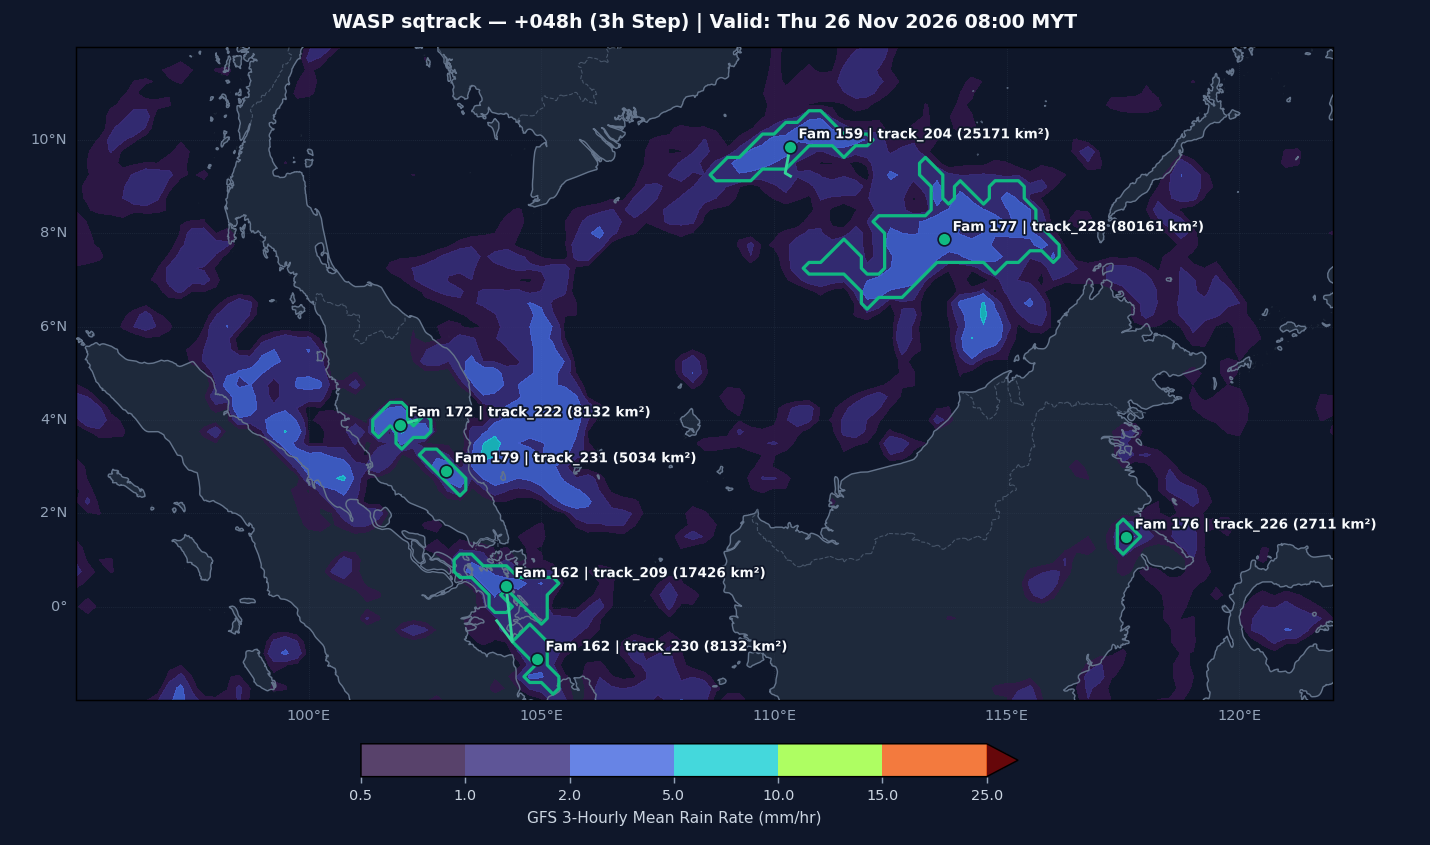 WASP sqtrack — +048h (3h Step) | Valid: Thu 26 Nov 2026 08:00 MYT
10°N
8°N
6°N
4°N
2°N
0°
Fam 159 | track_204 (25171 km²)
Fam 177 | track_228 (80161 km²)
Fam 172 | track_222 (8132 km²)
Fam 179 | track_231 (5034 km²)
Fam 176 | track_226 (2711 km²)
Fam 162 | track_209 (17426 km²)
Fam 162 | track_230 (8132 km²)
100°E 105°E 110°E 115°E 120°E
0.5 1.0 2.0 5.0 10.0 15.0 25.0
GFS 3-Hourly Mean Rain Rate (mm/hr)